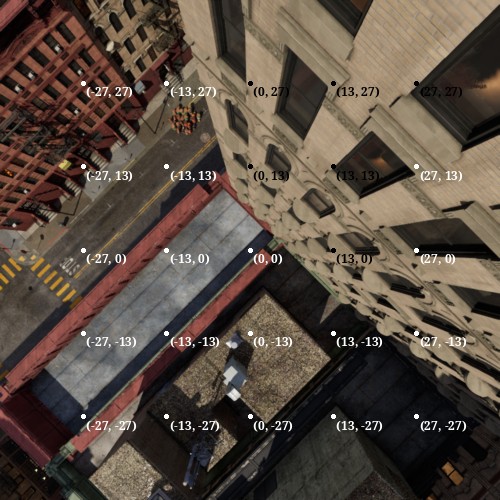 (-27, 27) (-13, 27) (0, 27) (13, 27) (27, 27)
(-27, 13) (-13, 13) (0, 13) (13, 13) (27, 13)
(-27, 0) (-13, 0) (0, 0) (13, 0) (27, 0)
(-27, -13) (-13, -13) (0, -13) (13, -13) (27, -13)
(-27, -27) (-13, -27) (0, -27) (13, -27) (27, -27)